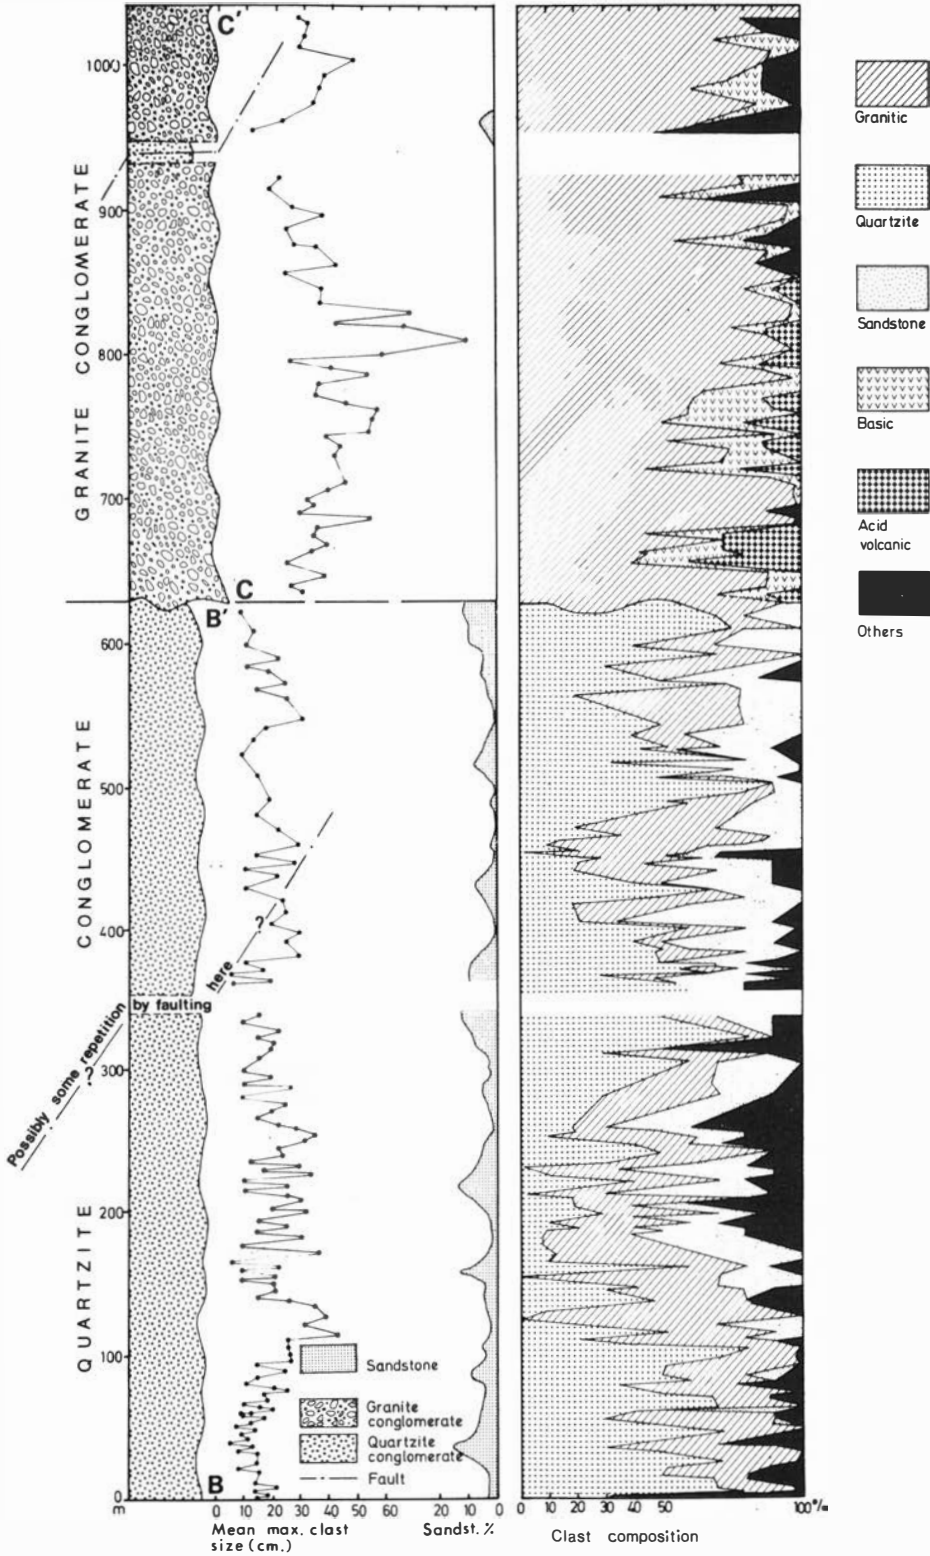 C'
1000
900
800
700
600
500
400
300
200
100
0
m
GRANITE CONGLOMERATE
QUARTZITE CONGLOMERATE
C
B'
B
Possibly some repetition by faulting here
?
?
Sandstone
Granite
conglomerate
Quartzite
conglomerate
Fault
0 10 20 30 40 50 60 20 10 0
Mean max. clast
size (cm.)
Sandst. %
0 10 20 30 40 50 100%
Clast composition
Granitic
Quartzite
Sandstone
Basic
Acid
volcanic
Others